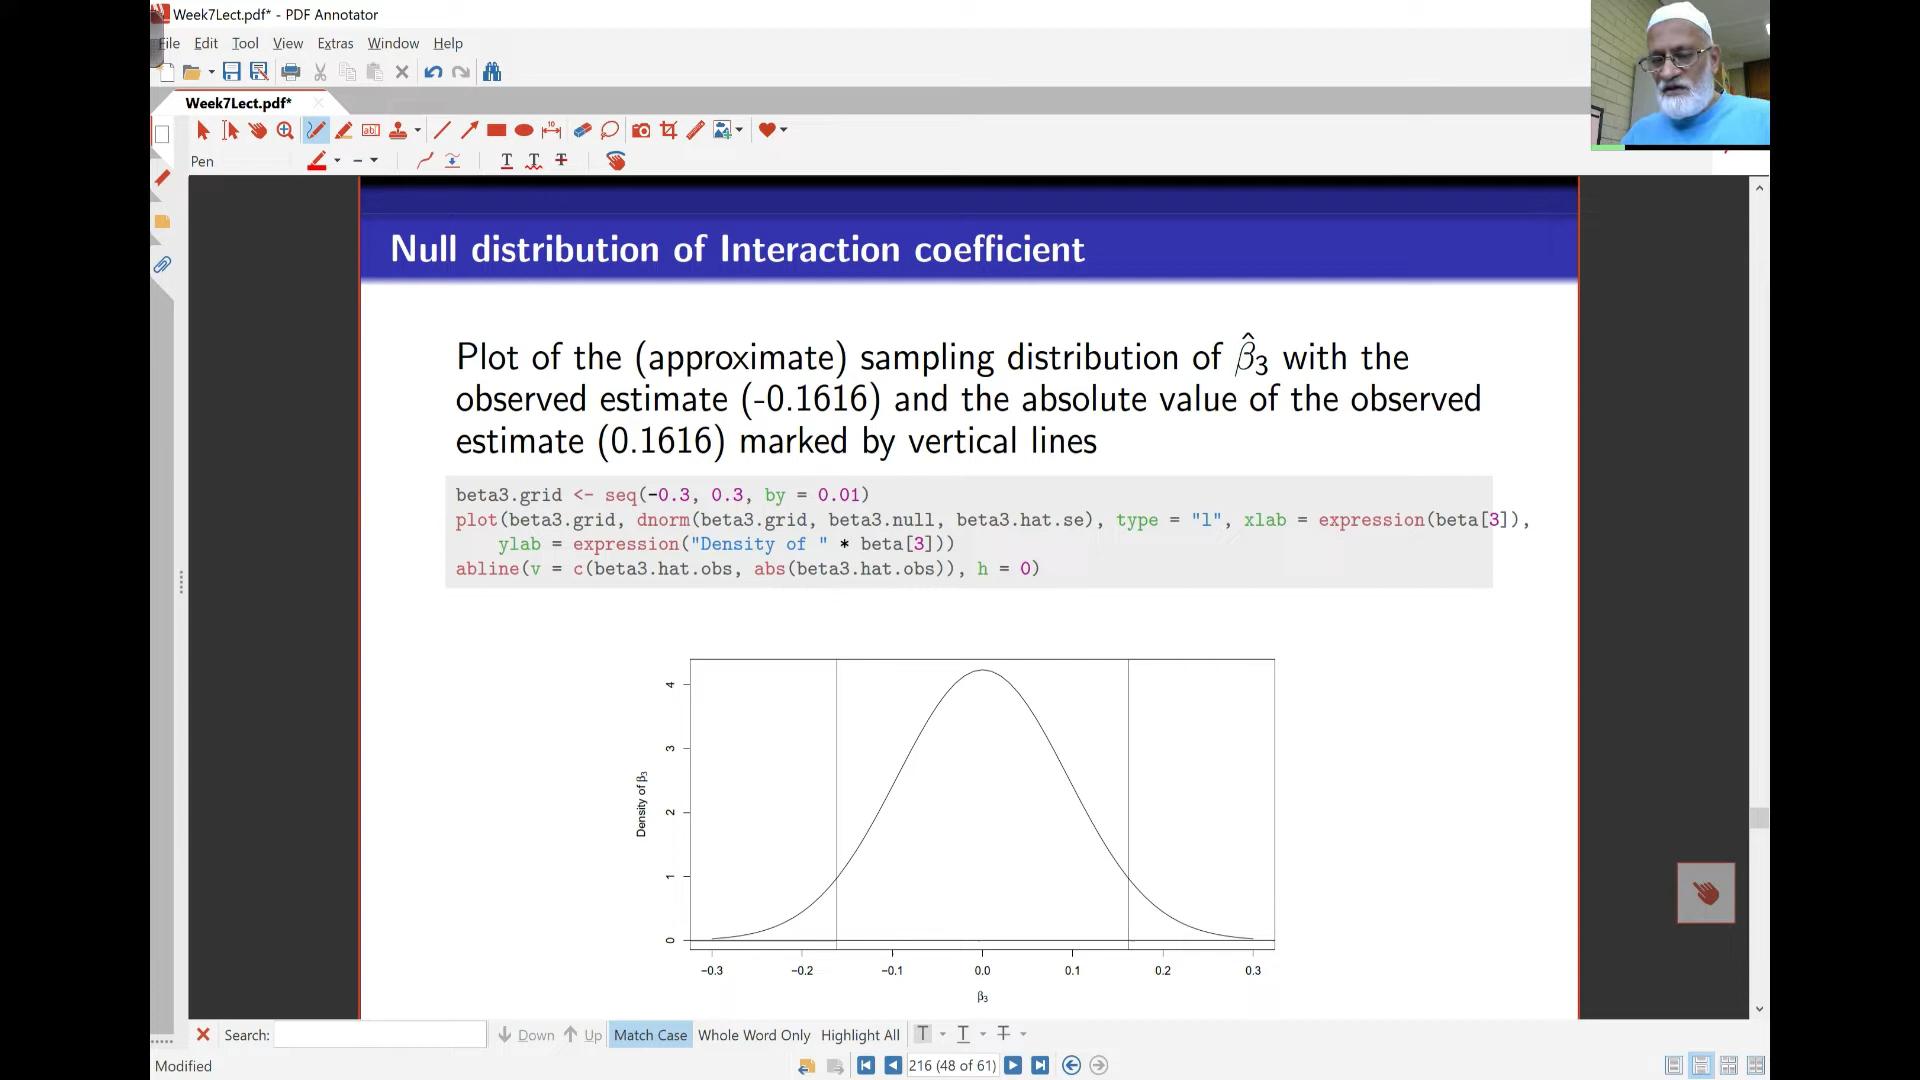 Week7Lect.pdf* - PDF Annotator
File Edit Tool View Extras Window Help
Week7Lect.pdf*
Pen
Null distribution of Interaction coefficient
Plot of the (approximate) sampling distribution of β̂3 with the
observed estimate (-0.1616) and the absolute value of the observed
estimate (0.1616) marked by vertical lines
beta3.grid <- seq(-0.3, 0.3, by = 0.01)
plot(beta3.grid, dnorm(beta3.grid, beta3.null, beta3.hat.se), type = "l", xlab = expression(beta[3]),
ylab = expression("Density of " * beta[3]))
abline(v = c(beta3.hat.obs, abs(beta3.hat.obs)), h = 0)
4
3
2
1
0
Density of β3
-0.3 -0.2 -0.1 0.0 0.1 0.2 0.3
β3
Search: Down Up Match Case Whole Word Only Highlight All T T T
Modified 216 (48 of 61)